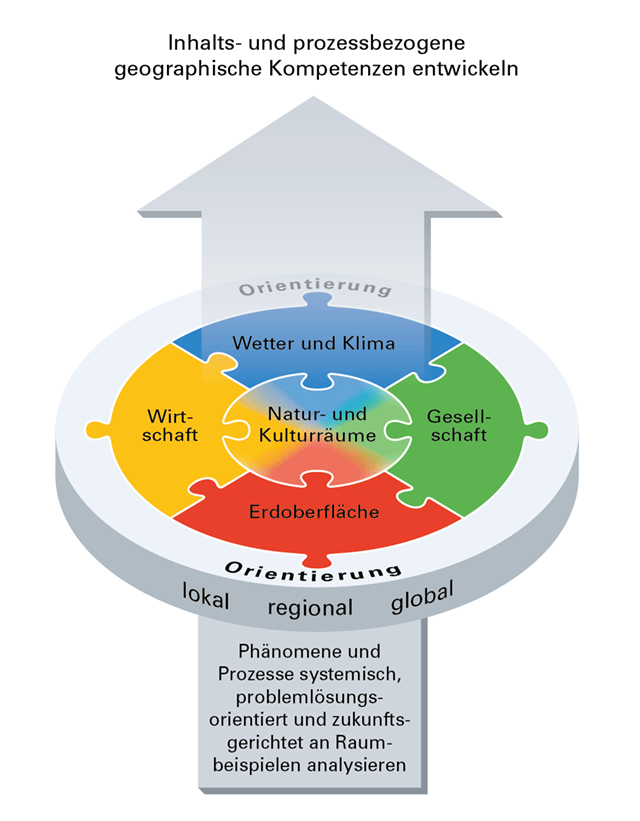 Inhalts- und prozessbezogene
geographische Kompetenzen entwickeln
Orientierung
Wetter und Klima
Wirt-
schaft
Natur- und
Kulturräume
Gesell-
schaft
Erdoberfläche
Orientierung
lokal regional global
Phänomene und
Prozesse systemisch,
problemlösungs-
orientiert und zukunfts-
gerichtet an Raum-
beispielen analysieren